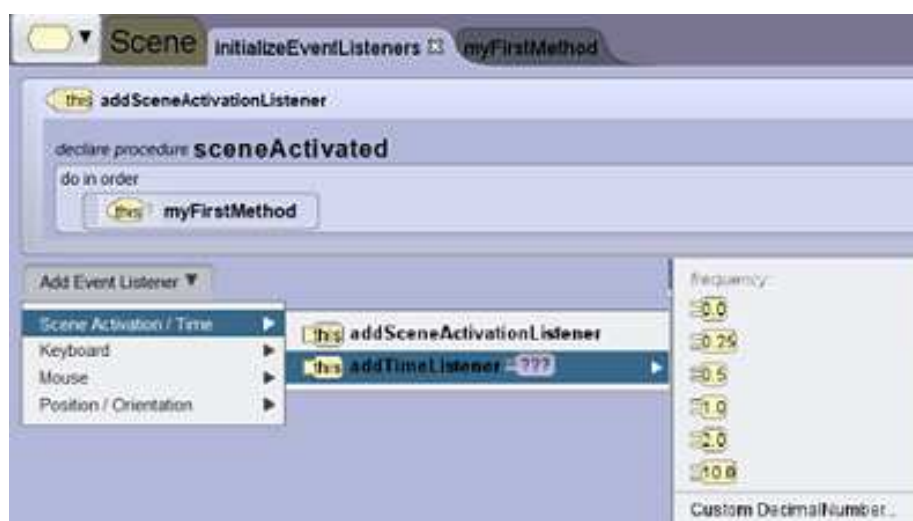 Scene initializeEventListeners myFirstMethod
this addSceneActivationListener
declare procedure sceneActivated
do in order
this myFirstMethod
Add Event Listener
Scene Activation / Time
Keyboard
Mouse
Position / Orientation
this addSceneActivationListener
this addTimeListener ???
frequency:
0.0
0.25
0.5
1.0
2.0
10.0
Custom DecimalNumber...